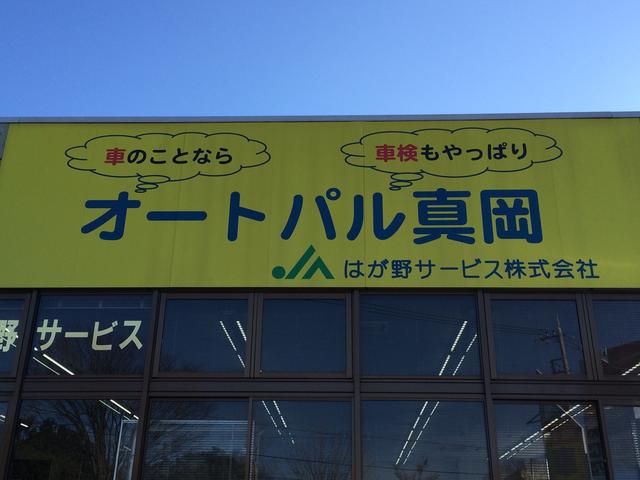 車のことなら
車検もやっぱり
オートパル真岡
JA はが野サービス株式会社
野 サービス